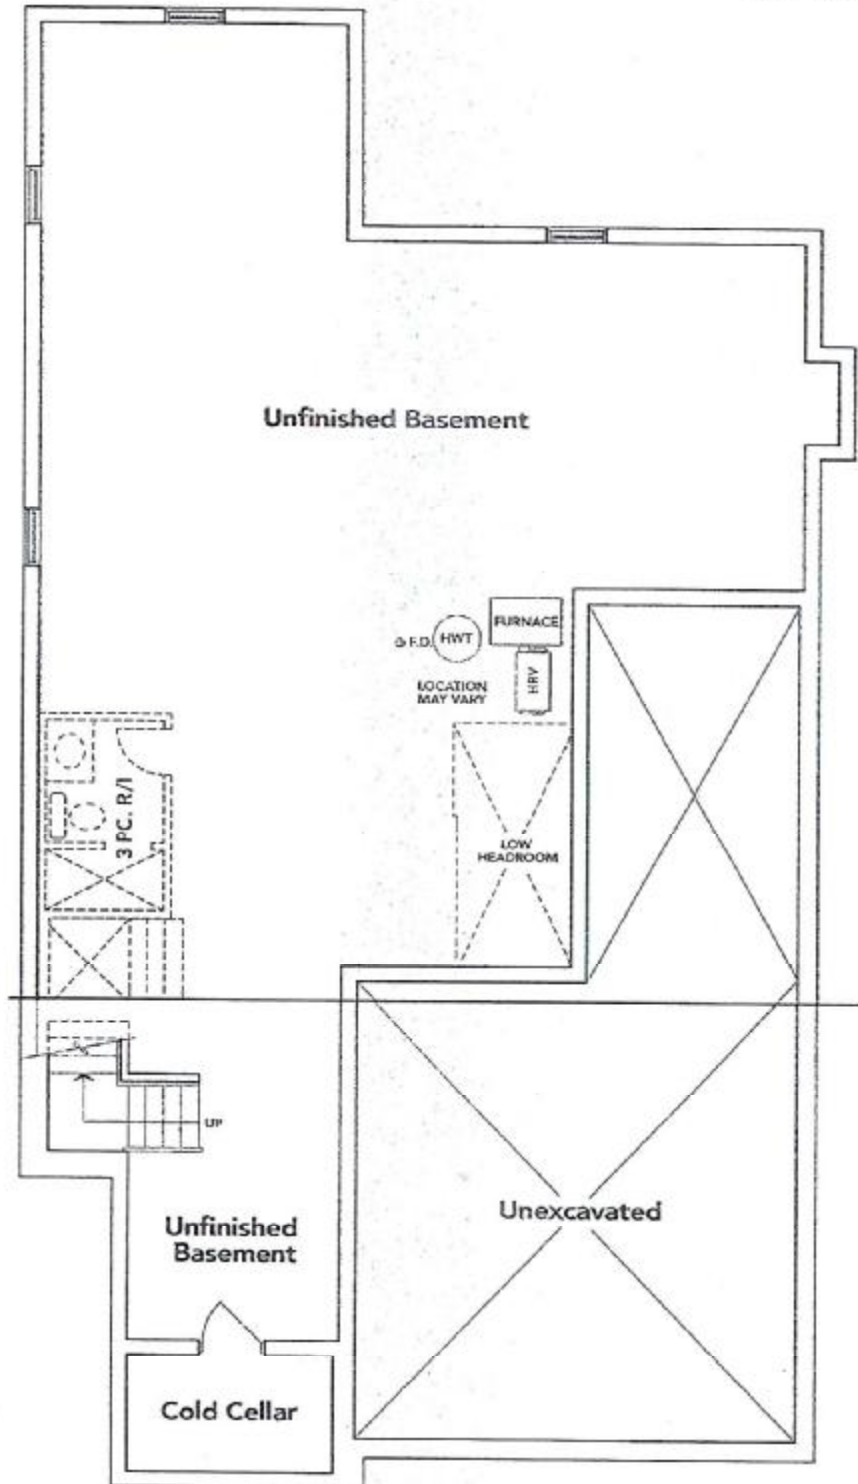 Unfinished Basement
FURNACE
F.D.
HWT
HRV
LOCATION
MAY VARY
3 PC. R/I
LOW
HEADROOM
UP
Unfinished
Basement
Unexcavated
Cold Cellar